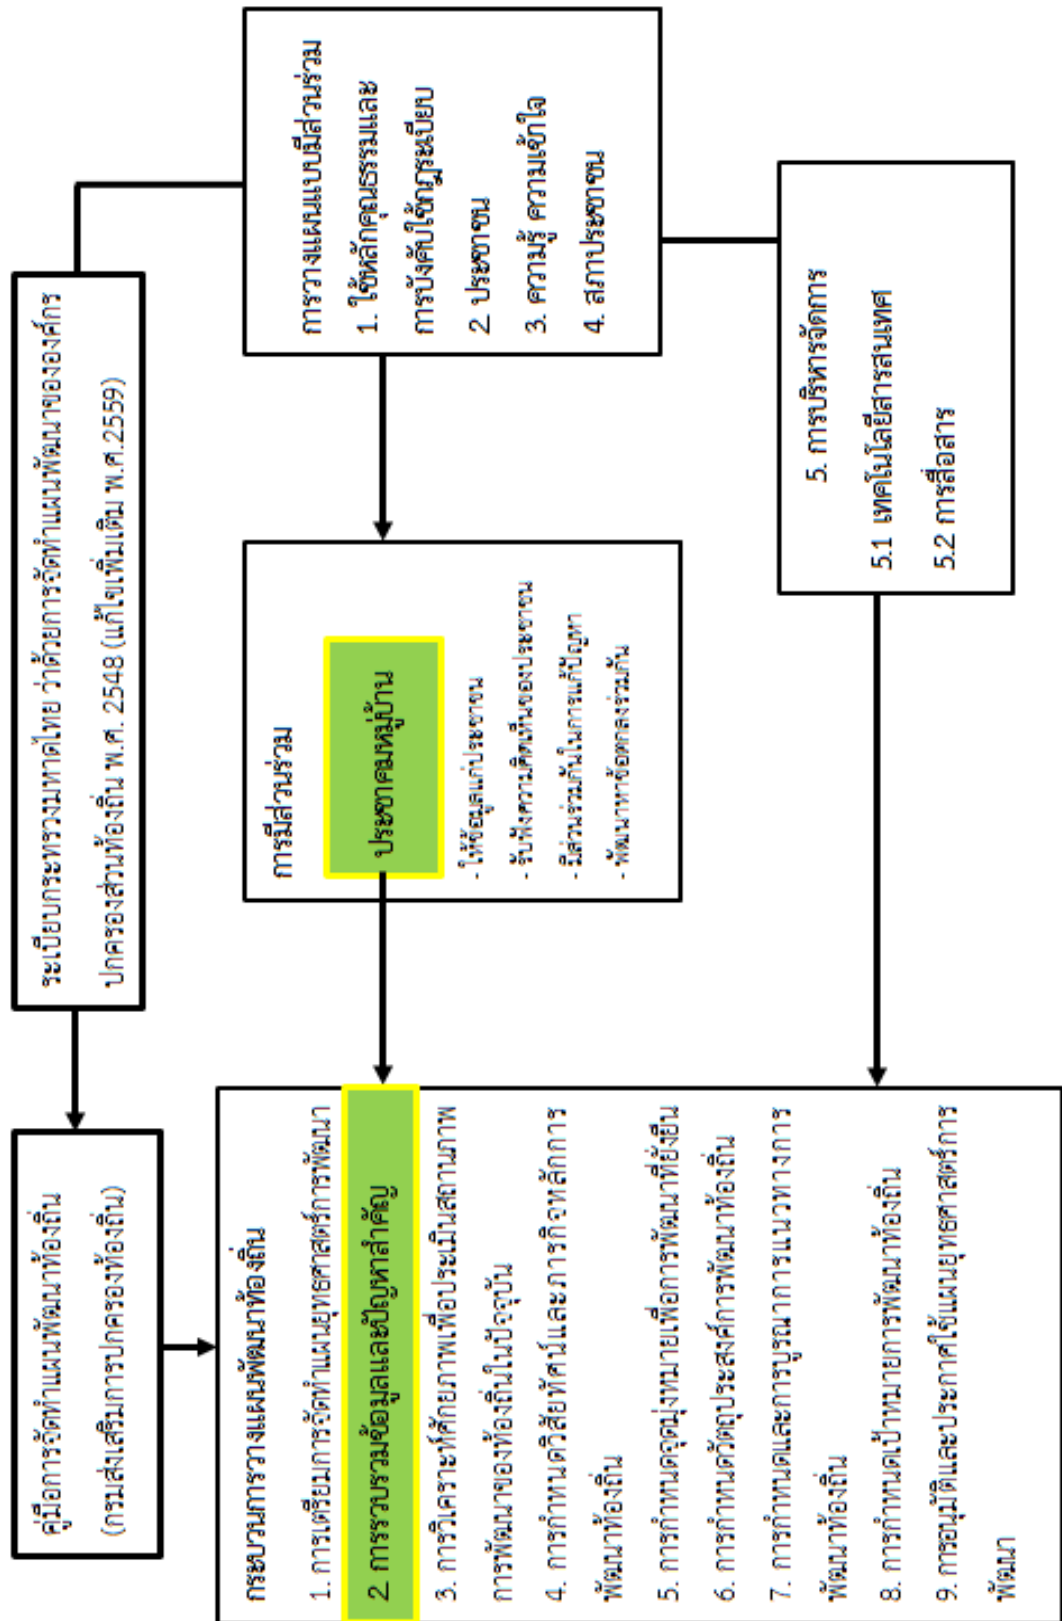 คู่มือการจัดทำแผนพัฒนาท้องถิ่น
(กรมส่งเสริมการปกครองท้องถิ่น)
ระเบียบกระทรวงมหาดไทย ว่าด้วยการจัดทำแผนพัฒนาขององค์กร
ปกครองส่วนท้องถิ่น พ.ศ. 2548 (แก้ไขเพิ่มเติม พ.ศ.2559)
กระบวนการวางแผนพัฒนาท้องถิ่น
1. การเตรียมการจัดทำแผนยุทธศาสตร์การพัฒนา
2. การรวบรวมข้อมูลและปัญหาสำคัญ
3. การวิเคราะห์ศักยภาพเพื่อประเมินสถานภาพ
การพัฒนาของท้องถิ่นในปัจจุบัน
4. การกำหนดวิสัยทัศน์และภารกิจหลักการ
พัฒนาท้องถิ่น
5. การกำหนดจุดมุ่งหมายเพื่อการพัฒนาที่ยั่งยืน
6. การกำหนดวัตถุประสงค์การพัฒนาท้องถิ่น
7. การกำหนดและการบูรณาการแนวทางการ
พัฒนาท้องถิ่น
8. การกำหนดเป้าหมายการพัฒนาท้องถิ่น
9. การอนุมัติและประกาศใช้แผนยุทธศาสตร์การ
พัฒนา
การมีส่วนร่วม
ประชาคมหมู่บ้าน
- ให้ข้อมูลแก่ประชาชน
- รับฟังความคิดเห็นของประชาชน
- มีส่วนร่วมกันในการแก้ปัญหา
- พัฒนาหาข้อตกลงร่วมกัน
การวางแผนแบบมีส่วนร่วม
1. ใช้หลักคุณธรรมและ
การบังคับใช้กฎระเบียบ
2. ประชาชน
3. ความรู้ ความเข้าใจ
4. สภาประชาชน
5. การบริหารจัดการ
5.1 เทคโนโลยีสารสนเทศ
5.2 การสื่อสาร